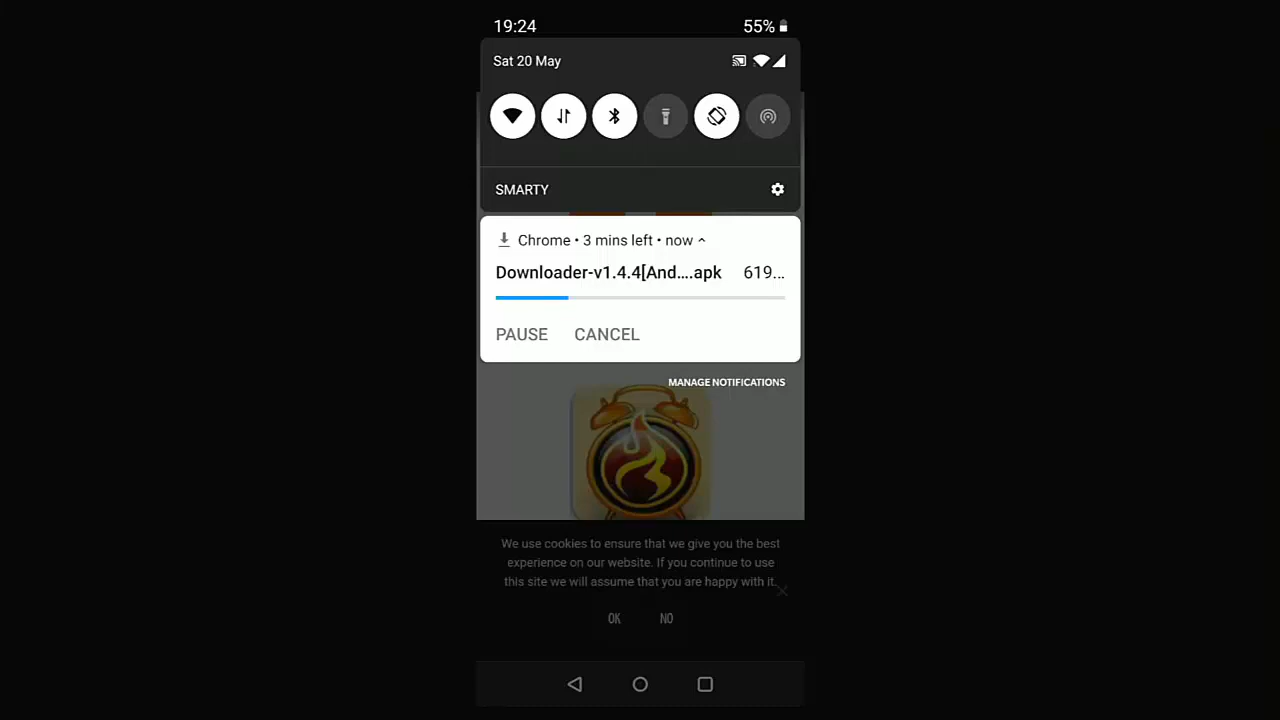 19:24 55%
Sat 20 May
SMARTY
Chrome • 3 mins left • now
Downloader-v1.4.4[And....apk 619...
PAUSE CANCEL
MANAGE NOTIFICATIONS
We use cookies to ensure that we give you the best
experience on our website. If you continue to use
this site we will assume that you are happy with it.
OK NO